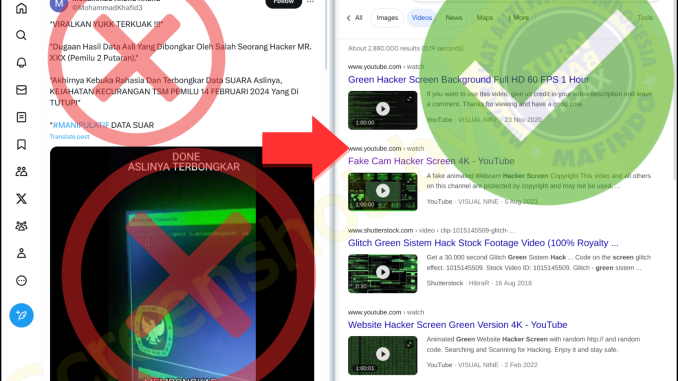 @MohammadKhafid3
"VIRALKAN YUKK TERKUAK !!!"
"Dugaan Hasil Data Asli Yang Dibongkar Oleh Salah Seorang Hacker MR.
XXX (Pemilu 2 Putaran)."
"Akhirnya Kebuka Rahasia Dan Terbongkar Data SUARA Aslinya,
KEJAHATAN KECURANGAN TSM PEMILU 14 FEBRUARI 2024 Yang Di
TUTUPI"
"#MANIPULATIF DATA SUAR
Translate post
Follow
DONE
ASLINYA TERBONGKAR
All
Images
Videos
News
Maps
More
Tools
About 2.880.000 results (0,19 seconds)
www.youtube.com › watch
Green Hacker Screen Background Full HD 60 FPS 1 Hour
If you want to use this video, give us credit in your video description and leave
a comment. Thanks for viewing and have a cool one.
1:00:00
YouTube · VISUAL NINE · 23 Nov 2020
www.youtube.com › watch
Fake Cam Hacker Screen 4K - YouTube
A fake animated Webcam Hacker Screen Copyright This video and all others
on this channel are protected by copyright and may not be used, ...
1:00:00
YouTube · VISUAL NINE · 5 Aug 2023
www.shutterstock.com › video › clip-1015145509-glitch-...
Glitch Green Sistem Hack Stock Footage Video (100% Royalty ...
Get a 30.000 second Glitch Green Sistem Hack ... Code on the screen glitch
effect. 1015145509. Stock Video ID: 1015145509. Glitch - green sistem ...
0:30
Shutterstock · HibraR · 16 Aug 2018
www.youtube.com › watch
Website Hacker Screen Green Version 4K - YouTube
Animated Green Website Hacker Screen with random http:// and random
code. Searching and Scanning for Hacking. Enjoy it and stay safe.
1:00:01
YouTube · VISUAL NINE · 2 Feb 2022
MAFINDO